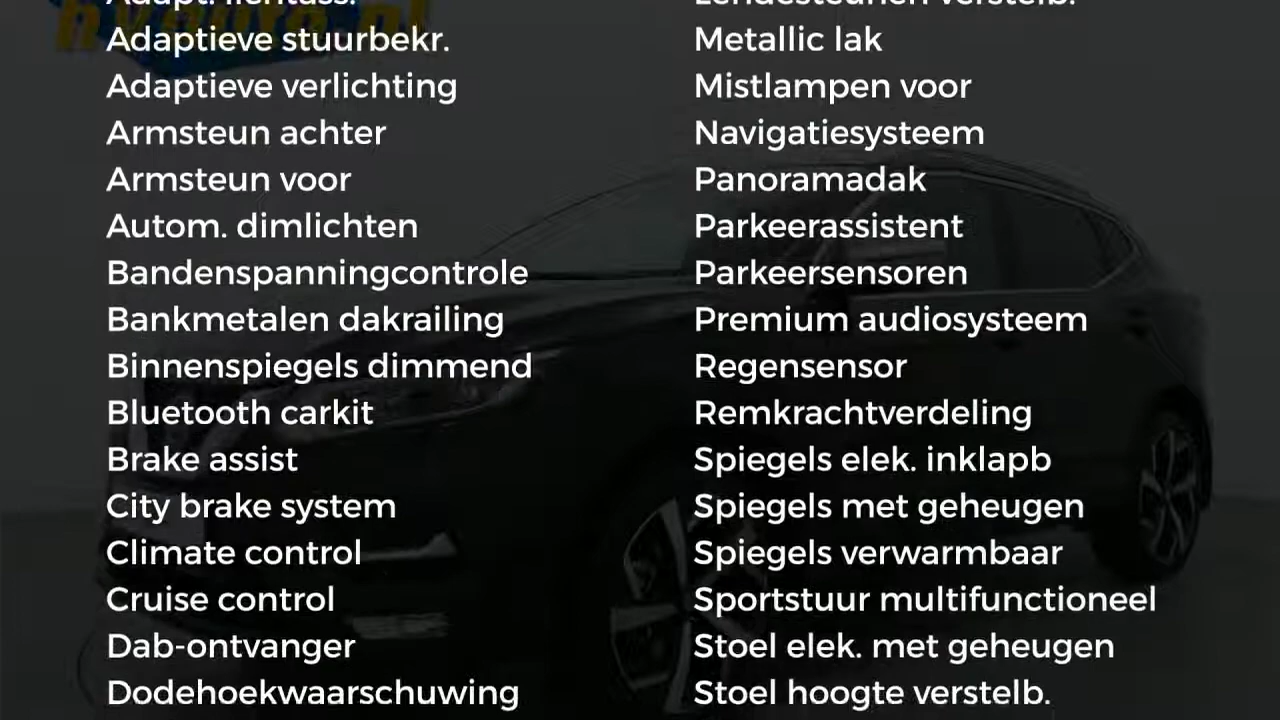 Adaptieve stuurbekr.
Adaptieve verlichting
Armsteun achter
Armsteun voor
Autom. dimlichten
Bandenspanningcontrole
Bankmetalen dakrailing
Binnenspiegels dimmend
Bluetooth carkit
Brake assist
City brake system
Climate control
Cruise control
Dab-ontvanger
Dodehoekwaarschuwing
Lendesteunen verstelb.
Metallic lak
Mistlampen voor
Navigatiesysteem
Panoramadak
Parkeerassistent
Parkeersensoren
Premium audiosysteem
Regensensor
Remkrachtverdeling
Spiegels elek. inklapb
Spiegels met geheugen
Spiegels verwarmbaar
Sportstuur multifunctioneel
Stoel elek. met geheugen
Stoel hoogte verstelb.